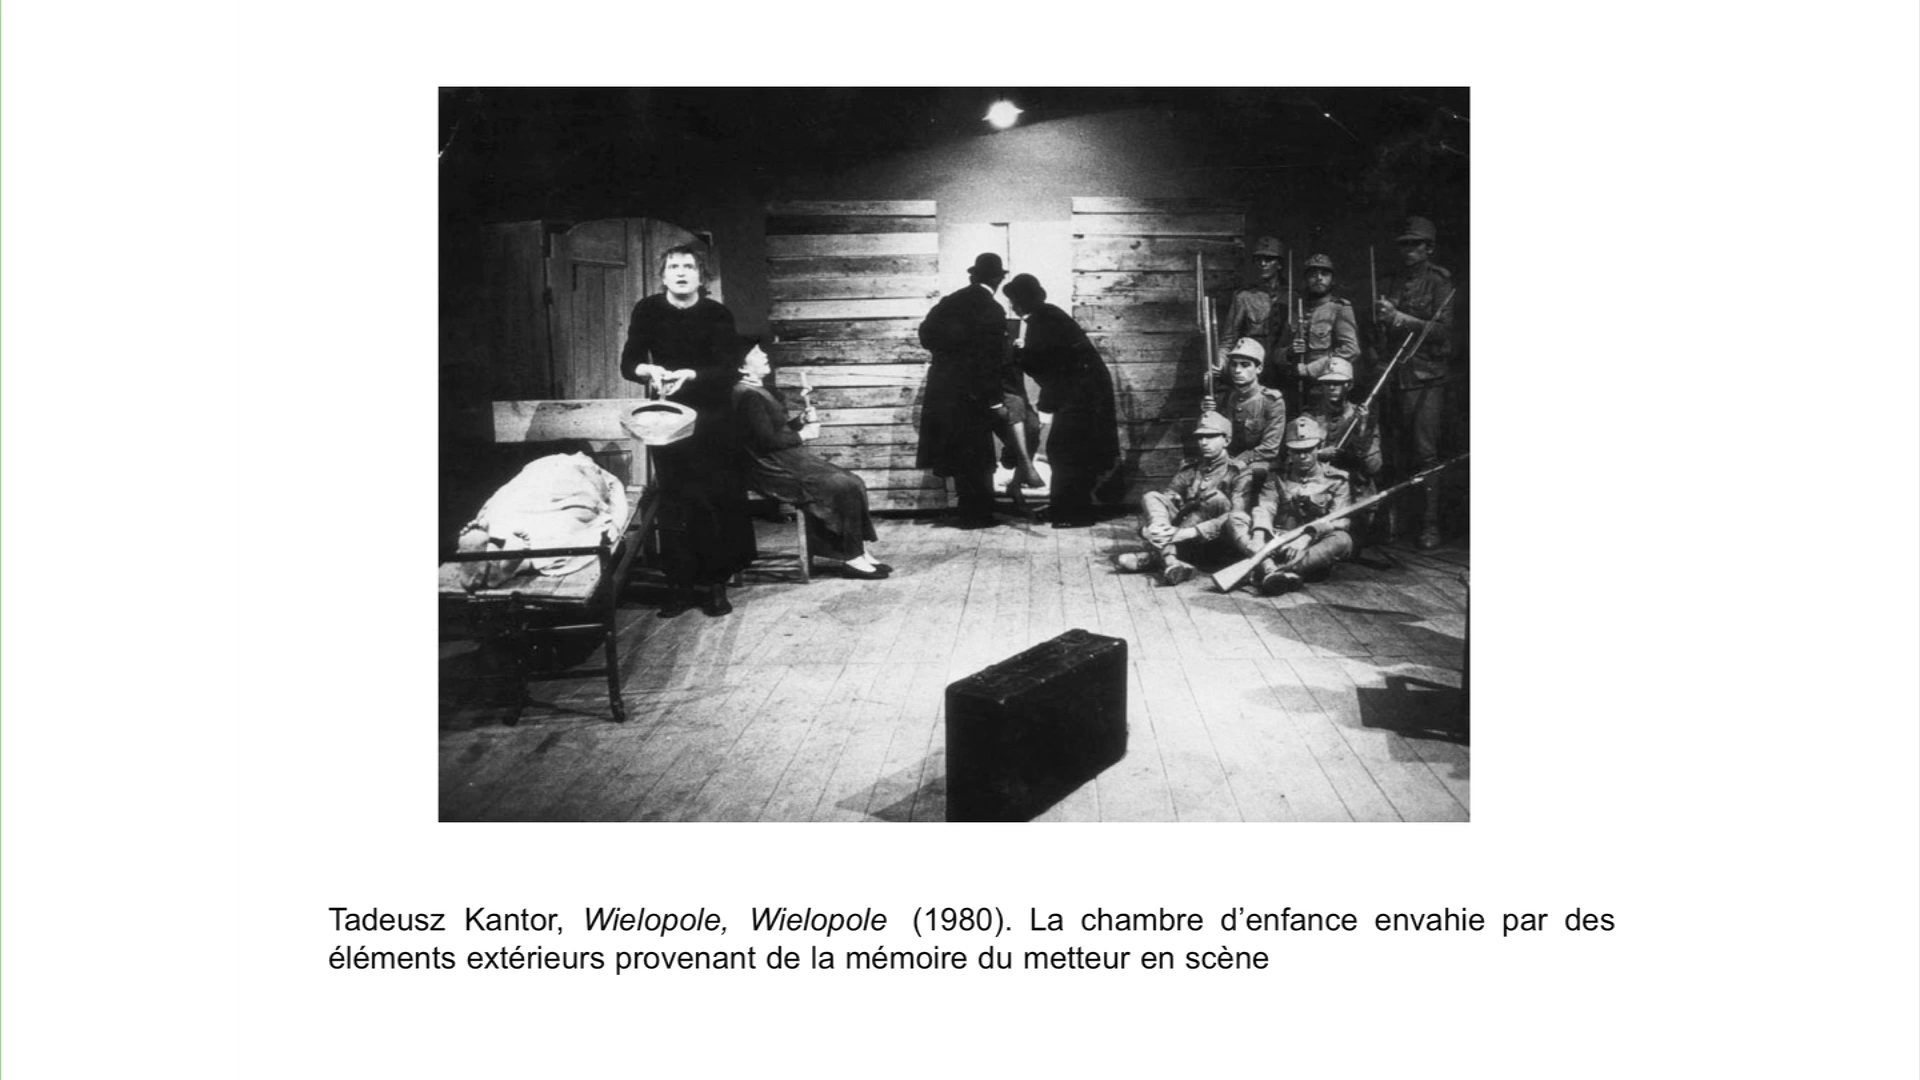 Tadeusz Kantor, Wielopole, Wielopole (1980). La chambre d’enfance envahie par des
éléments extérieurs provenant de la mémoire du metteur en scène